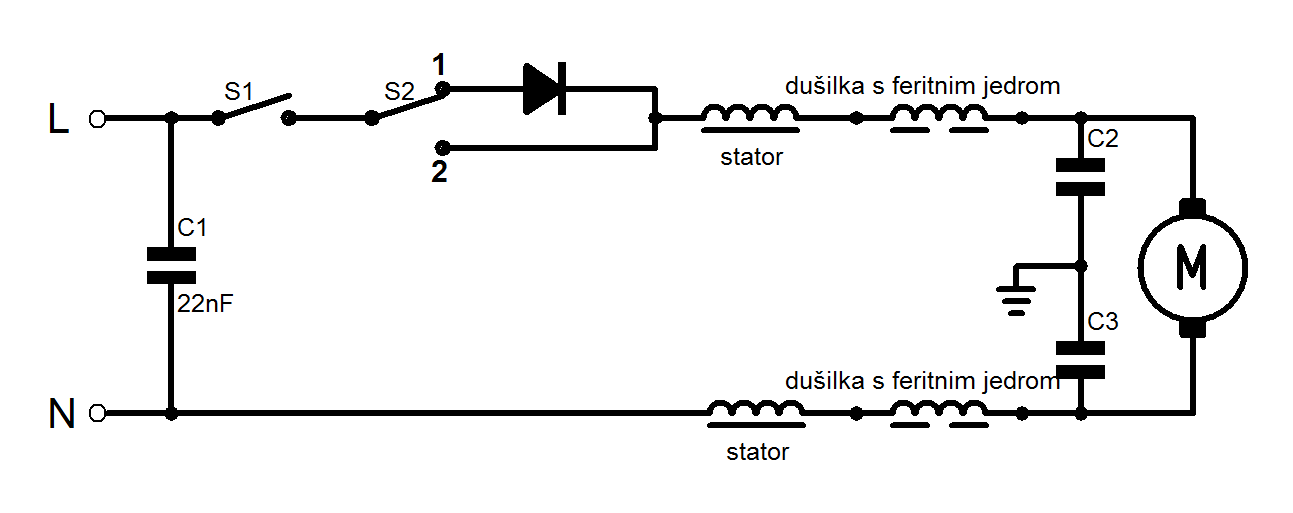 1
dušilka s feritnim jedrom
S1
S2
L
C2
stator
2
C1
M
22nF
C3
dušilka s feritnim jedrom
N
stator